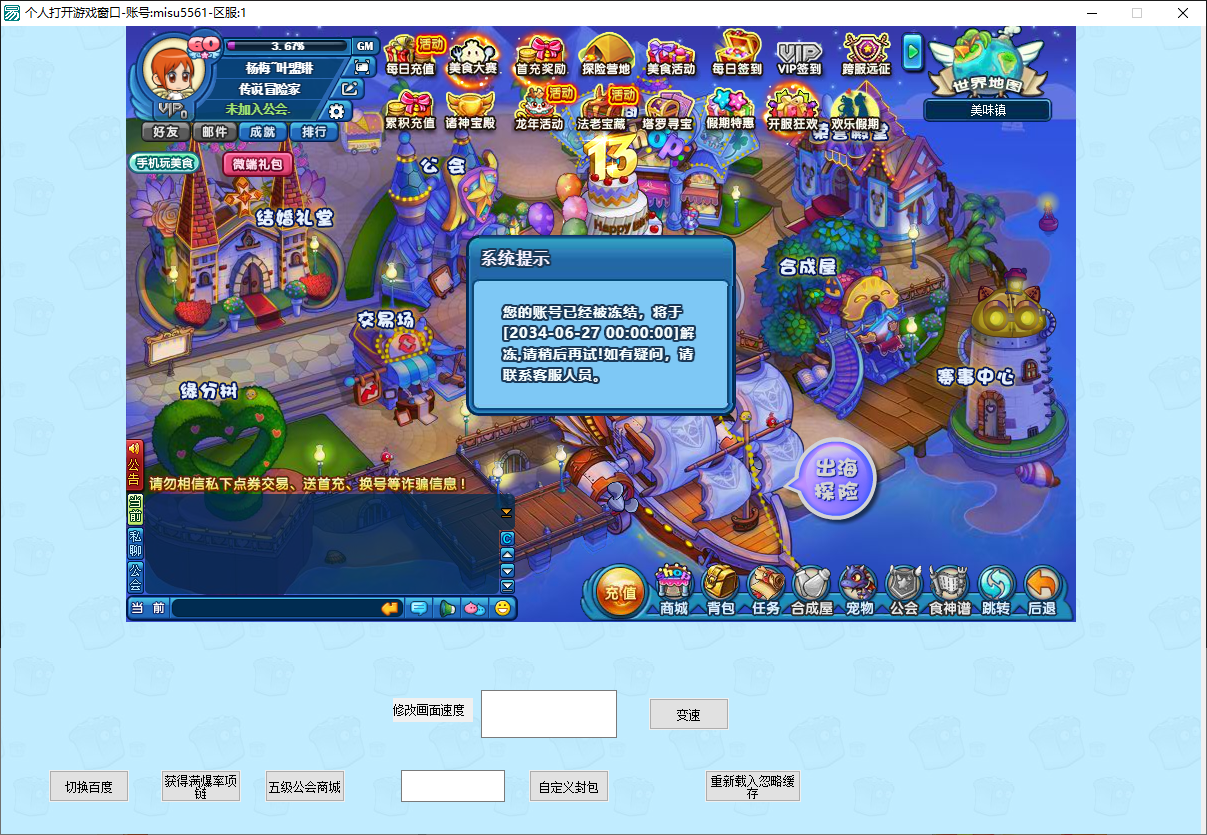 个人打开游戏窗口-账号:misu5561-区服:1
60
3.67%
GM
传说冒险家
VIP0
未加入公会
好友
邮件
成就
排行
手机玩美食
微端礼包
活动
每日充值
美食大赛
首充奖励
探险营地
美食活动
每日签到
VIP签到
跨服远征
世界地图
美味镇
活动
活动
累积充值
诸神宝殿
龙年活动
法老宝藏
塔罗寻宝
假期特惠
开服狂欢
欢乐假期
13
公会
结婚礼堂
合成屋
交易场
赛事中心
缘分树
系统提示
您的账号已经被冻结，将于
[2034-06-27 00:00:00]解
冻,请稍后再试!如有疑问，请
联系客服人员。
出海
探险
公告
请勿相信私下点券交易、送首充、换号等诈骗信息！
当前
私聊
公会
C
当 前
充值
商城
背包
任务
合成屋
宠物
公会
食神谱
跳转
后退
修改画面速度
变速
切换百度
获得满爆率项
链
五级公会商城
自定义封包
重新载入忽略缓
存